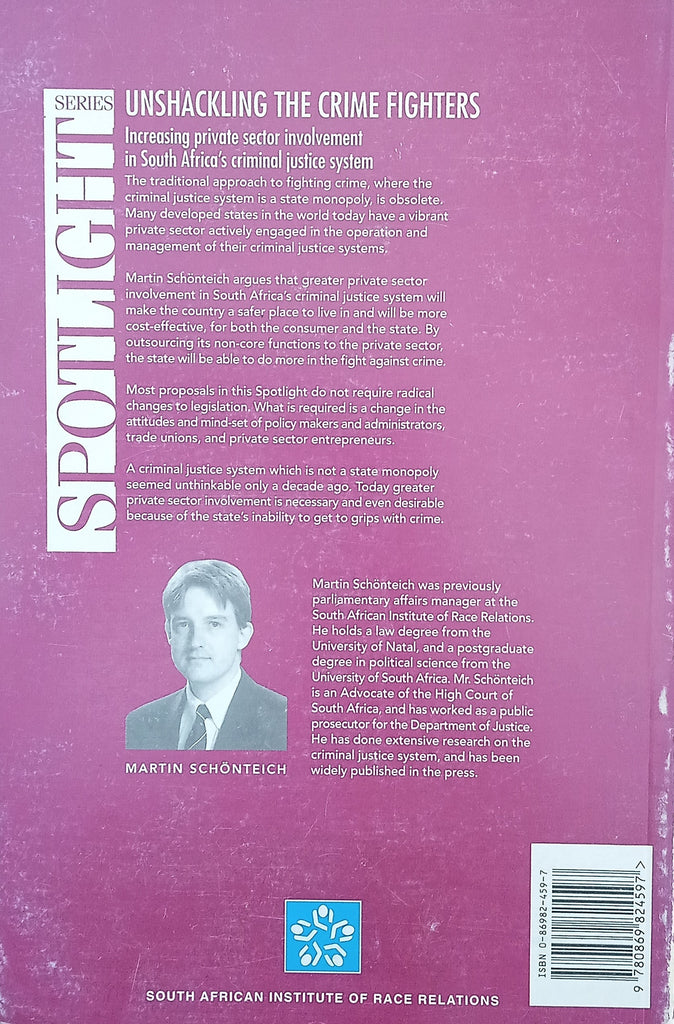 SPOTLIGHT
SERIES
UNSHACKLING THE CRIME FIGHTERS
Increasing private sector involvement
in South Africa's criminal justice system
The traditional approach to fighting crime, where the
criminal justice system is a state monopoly, is obsolete.
Many developed states in the world today have a vibrant
private sector actively engaged in the operation and
management of their criminal justice systems.
Martin Schönteich argues that greater private sector
involvement in South Africa's criminal justice system will
make the country a safer place to live in and will be more
cost-effective, for both the consumer and the state. By
outsourcing its non-core functions to the private sector,
the state will be able to do more in the fight against crime.
Most proposals in this Spotlight do not require radical
changes to legislation. What is required is a change in the
attitudes and mind-set of policy makers and administrators,
trade unions, and private sector entrepreneurs.
A criminal justice system which is not a state monopoly
seemed unthinkable only a decade ago. Today greater
private sector involvement is necessary and even desirable
because of the state's inability to get to grips with crime.
Martin Schönteich was previously
parliamentary affairs manager at the
South African Institute of Race Relations.
He holds a law degree from the
University of Natal, and a postgraduate
degree in political science from the
University of South Africa. Mr. Schönteich
is an Advocate of the High Court of
South Africa, and has worked as a public
prosecutor for the Department of Justice.
He has done extensive research on the
criminal justice system, and has been
widely published in the press.
MARTIN SCHÖNTEICH
ISBN 0-86982-459-7
9 780869 824597 >
SOUTH AFRICAN INSTITUTE OF RACE RELATIONS